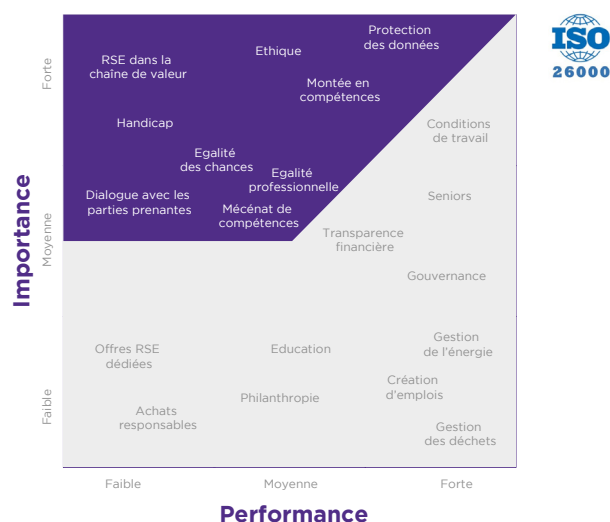 Protection
des données
Ethique
RSE dans la
chaîne de valeur
Montée en
compétences
Handicap
Conditions
de travail
Egalité
des chances
Egalité
professionnelle
Dialogue avec les
parties prenantes
Mécénat de
compétences
Seniors
Transparence
financière
Gouvernance
Offres RSE
dédiées
Education
Gestion
de l'énergie
Création
d'emplois
Philanthropie
Achats
responsables
Gestion
des déchets
Forte
Moyenne
Faible
Importance
Faible
Moyenne
Forte
Performance
ISO
26000